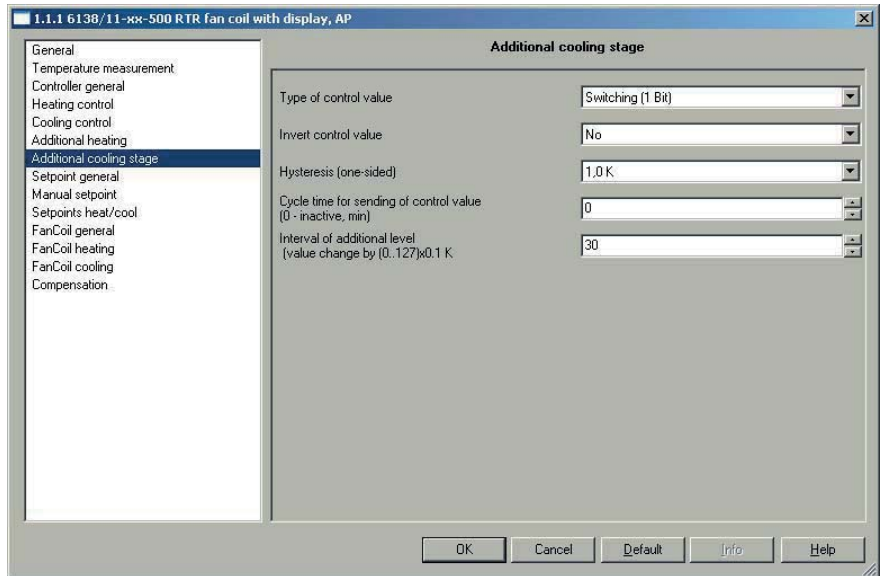 1.1.1 6138/11-xx-500 RTR fan coil with display, AP
General
Temperature measurement
Controller general
Heating control
Cooling control
Additional heating
Additional cooling stage
Setpoint general
Manual setpoint
Setpoints heat/cool
FanCoil general
FanCoil heating
FanCoil cooling
Compensation
Additional cooling stage
Type of control value
Switching (1 Bit)
Invert control value
No
Hysteresis (one-sided)
1,0 K
Cycle time for sending of control value
(0 - inactive, min)
0
Interval of additional level
(value change by (0..127)x0.1 K
30
OK
Cancel
Default
Info
Help